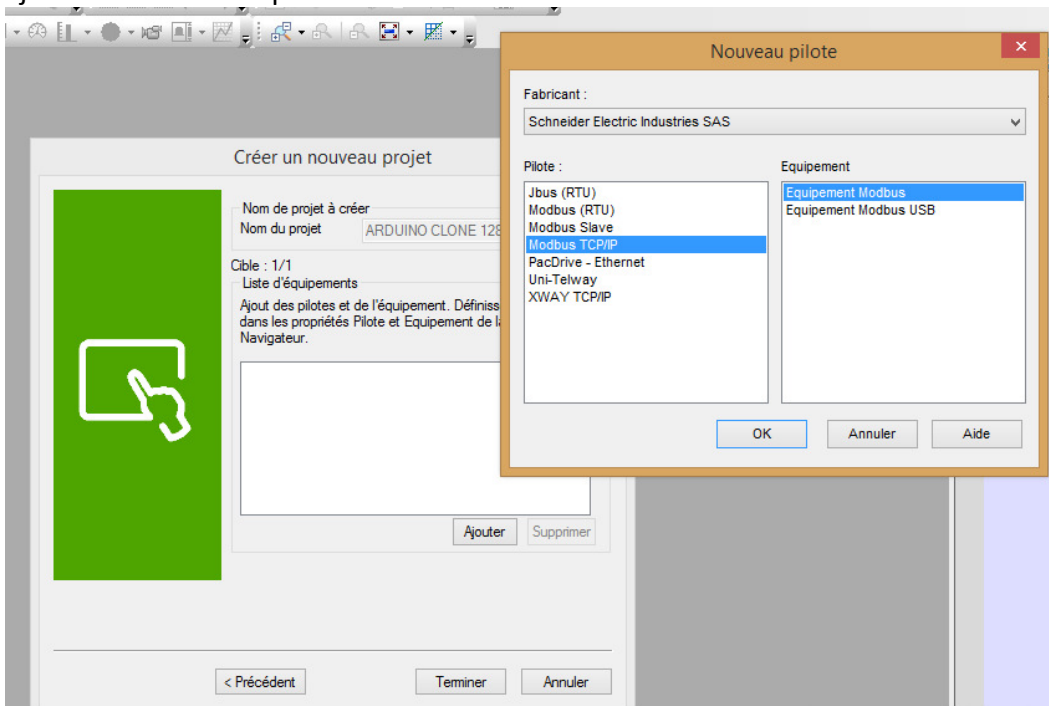 Nouveau pilote
Fabricant :
Schneider Electric Industries SAS
Pilote :
Equipement
Jbus (RTU)
Modbus (RTU)
Modbus Slave
Modbus TCP/IP
PacDrive - Ethernet
Uni-Telway
XWAY TCP/IP
Equipement Modbus
Equipement Modbus USB
OK
Annuler
Aide
Créer un nouveau projet
Nom de projet à créer
Nom du projet
ARDUINO CLONE 128
Cible : 1/1
Liste d'équipements
Ajout des pilotes et de l'équipement. Définiss
dans les propriétés Pilote et Equipement de la
Navigateur.
Ajouter
Supprimer
< Précédent
Terminer
Annuler